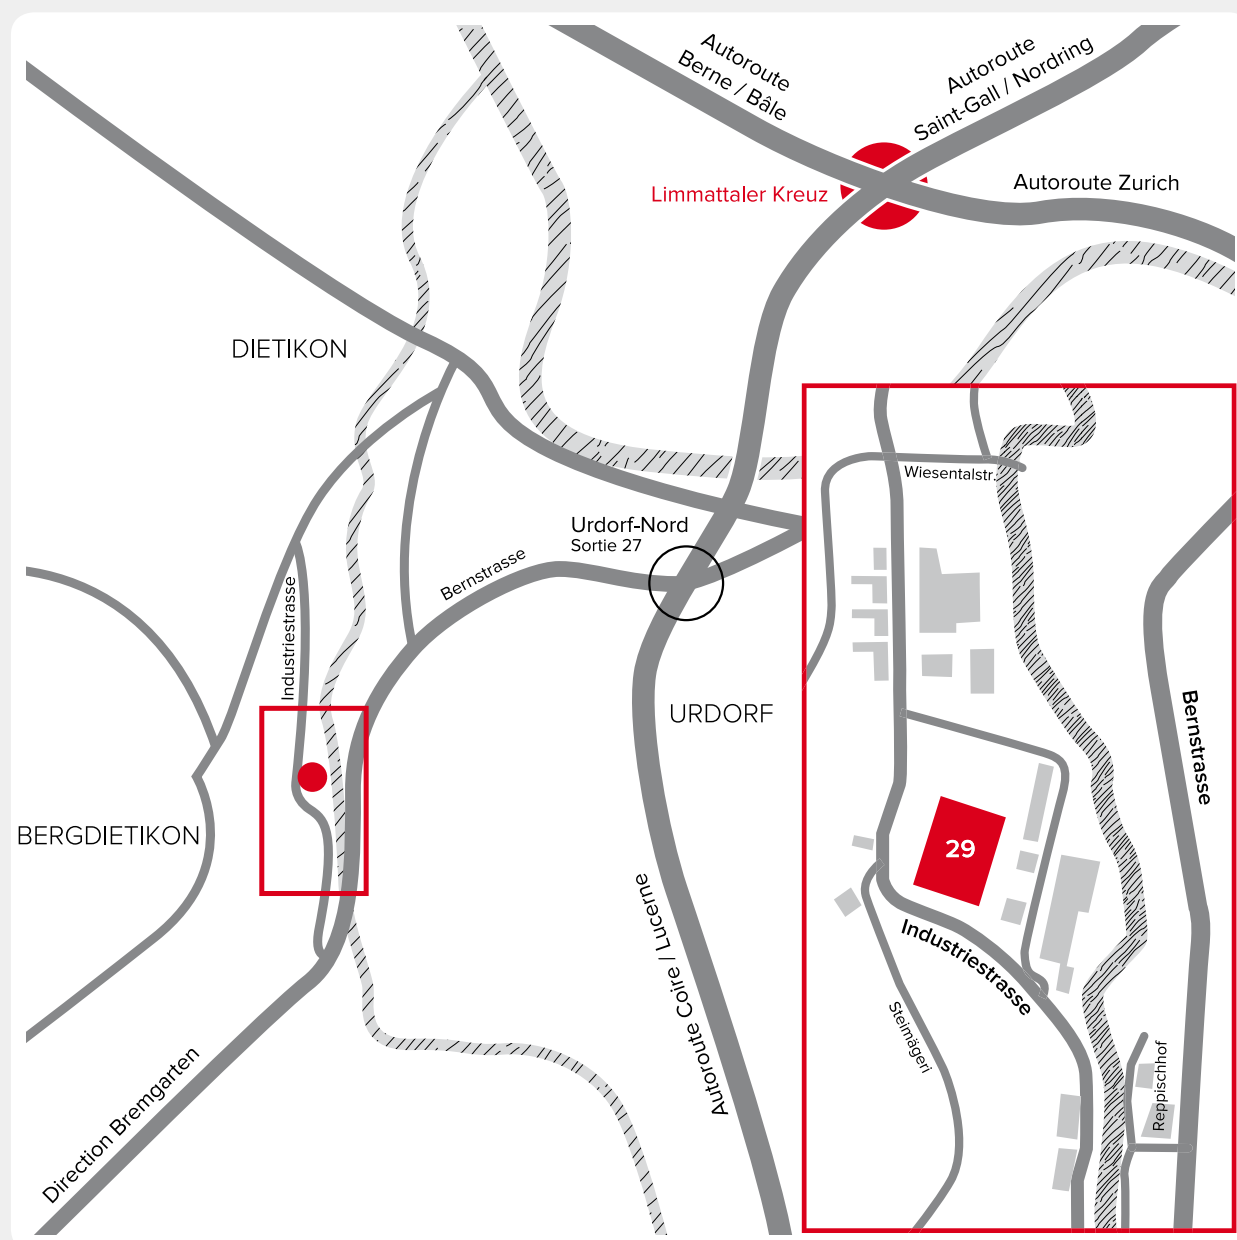 Autoroute
Berne / Bâle
Autoroute
Saint-Gall / Nordring
Limmattaler Kreuz
Autoroute Zurich
DIETIKON
Wiesentalstr.
Urdorf-Nord
Sortie 27
Bernstrasse
Industriestrasse
URDORF
Bernstrasse
BERGDIETIKON
29
Autoroute Coire / Lucerne
Industriestrasse
Steimägeri
Reppischhof
Direction Bremgarten